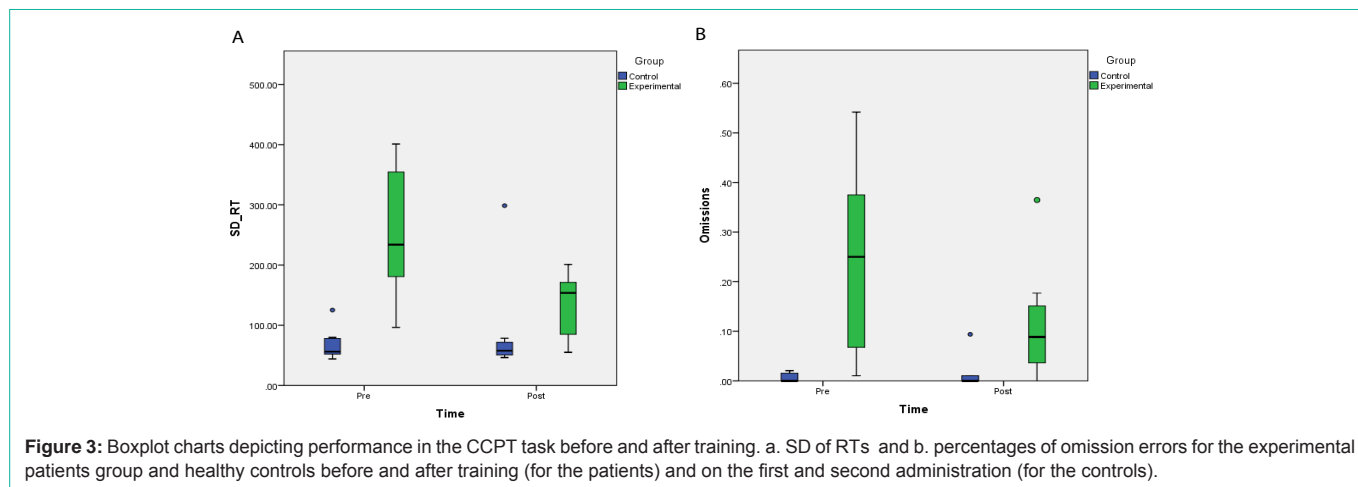 A
Group
Control
Experimental
500.00
400.00
300.00
200.00
100.00
.00
SD_RT
Pre
Post
Time
B
Group
Control
Experimental
.60
.50
.40
.30
.20
.10
.00
Omissions
Pre
Post
Time
Figure 3: Boxplot charts depicting performance in the CCPT task before and after training. a. SD of RTs and b. percentages of omission errors for the experimental
patients group and healthy controls before and after training (for the patients) and on the first and second administration (for the controls).